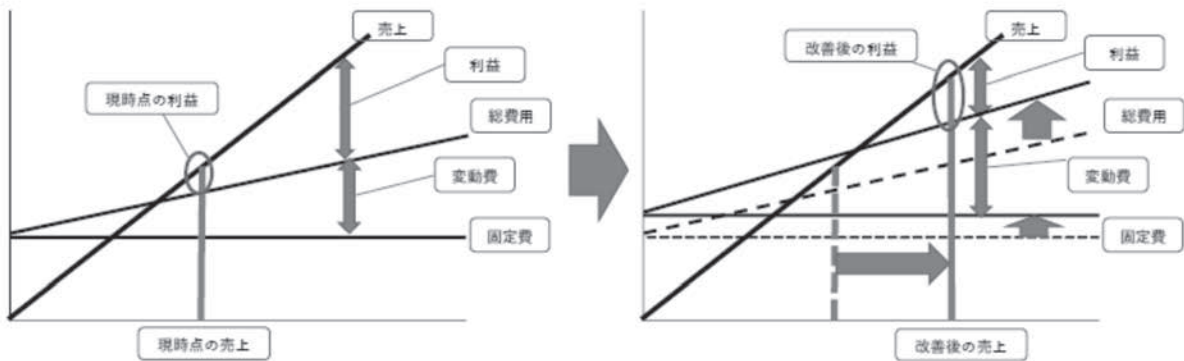 売上
利益
現時点の利益
総費用
変動費
固定費
現時点の売上
売上
改善後の利益
利益
総費用
変動費
固定費
改善後の売上